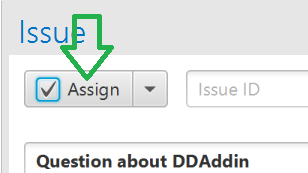 Issue
Assign
Issue ID
Question about DDAddin